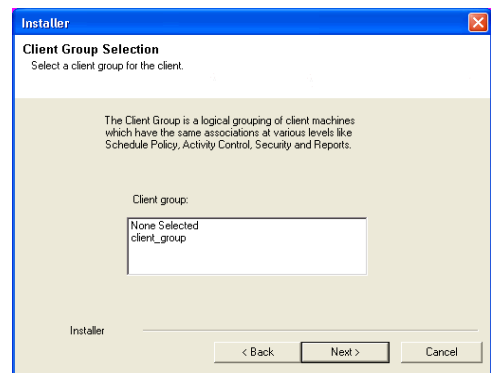 Installer
Client Group Selection
Select a client group for the client.
The Client Group is a logical grouping of client machines
which have the same associations at various levels like
Schedule Policy, Activity Control, Security and Reports.
Client group:
None Selected
client_group
Installer
< Back
Next >
Cancel